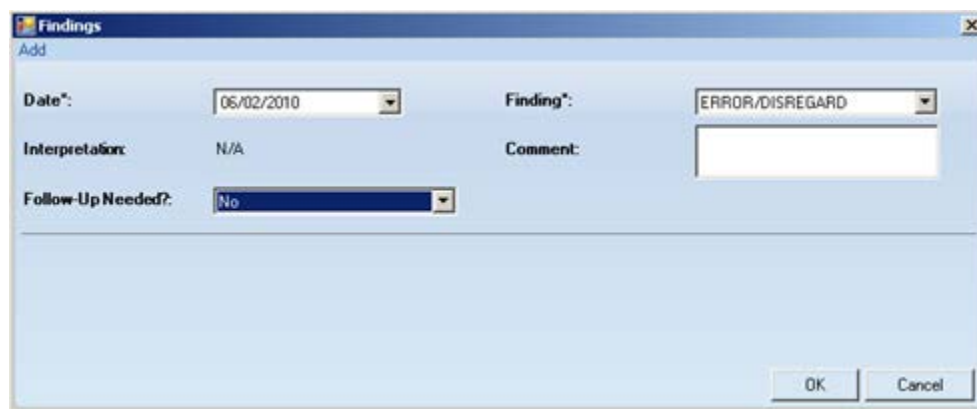 Findings
Add
Date*: 06/02/2010 Finding*: ERROR/DISREGARD
Interpretation: N/A Comment:
Follow-Up Needed?: No
OK Cancel